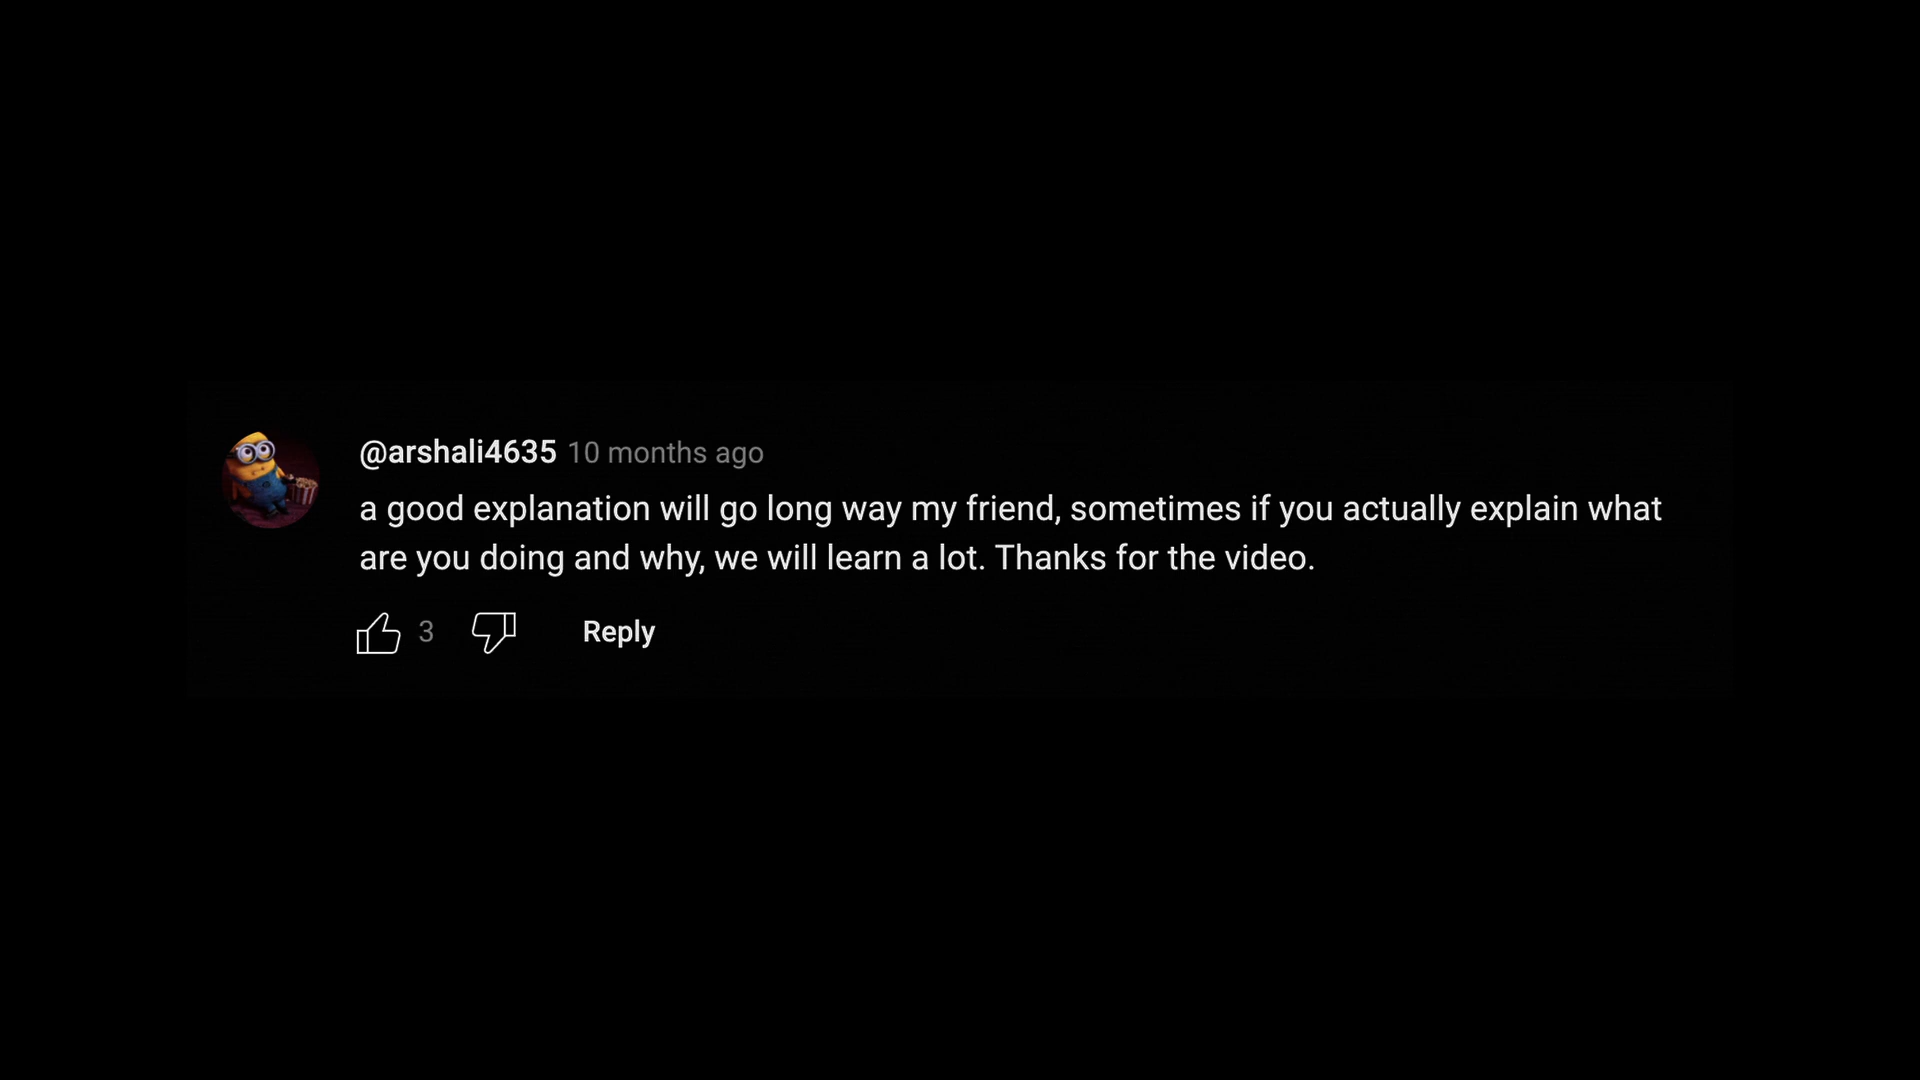 @arshali4635 10 months ago
a good explanation will go long way my friend, sometimes if you actually explain what
are you doing and why, we will learn a lot. Thanks for the video.
3 Reply